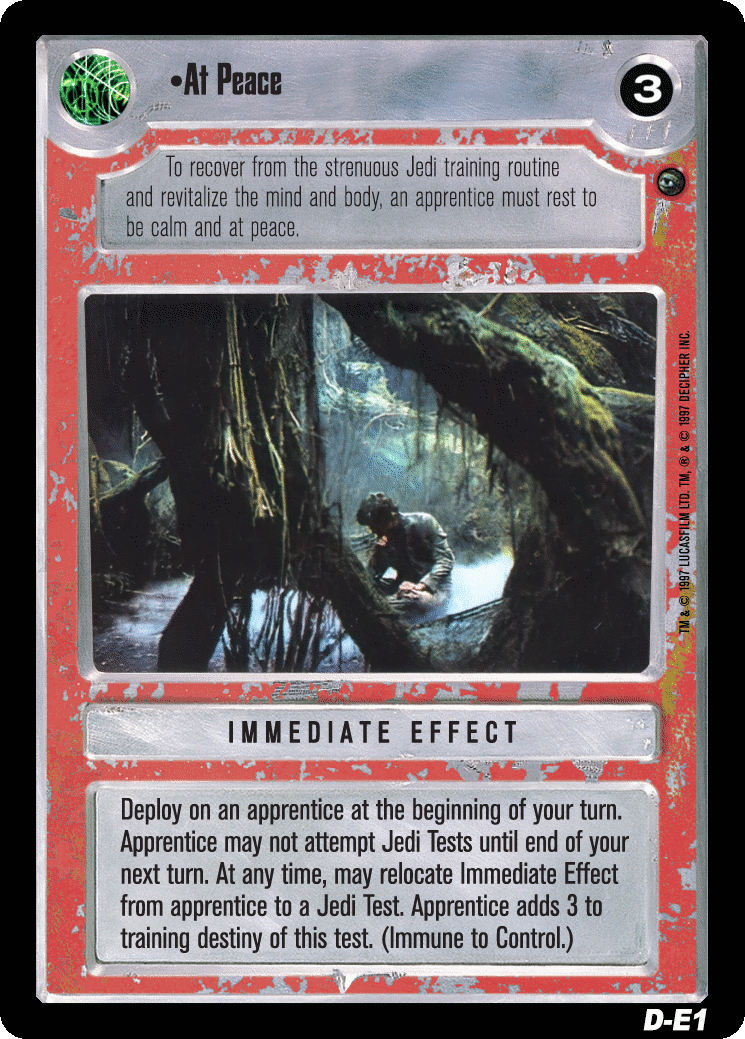 •At Peace
3
To recover from the strenuous Jedi training routine
and revitalize the mind and body, an apprentice must rest to
be calm and at peace.
TM & © 1997 LUCASFILM LTD. TM, ® & © 1997 DECIPHER INC.
IMMEDIATE EFFECT
Deploy on an apprentice at the beginning of your turn.
Apprentice may not attempt Jedi Tests until end of your
next turn. At any time, may relocate Immediate Effect
from apprentice to a Jedi Test. Apprentice adds 3 to
training destiny of this test. (Immune to Control.)
D-E1